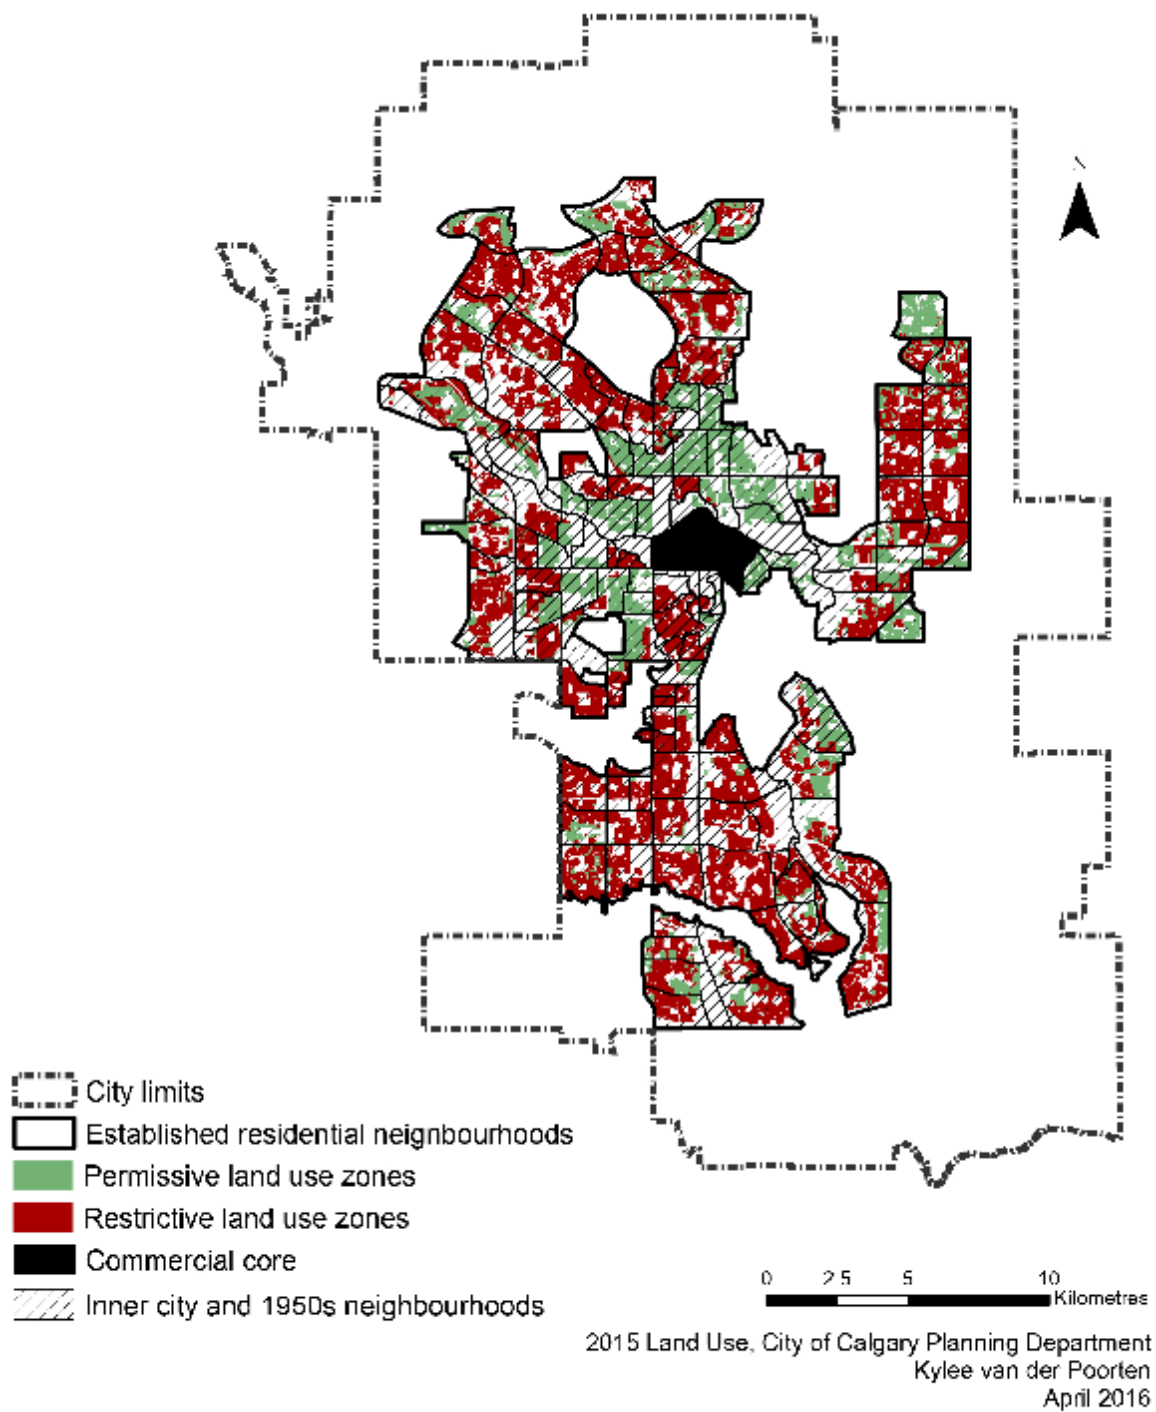 City limits
Established residential neignbourhoods
Permissive land use zones
Restrictive land use zones
Commercial core
Inner city and 1950s neighbourhoods
0 2.5 5 10
Kilometres
2015 Land Use, City of Calgary Planning Department
Kylee van der Poorten
April 2016